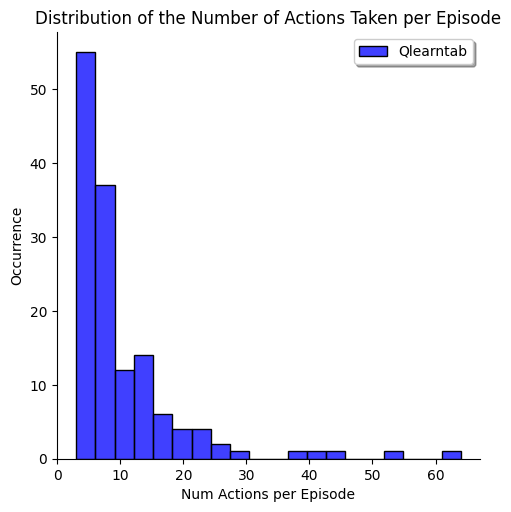 Distribution of the Number of Actions Taken per Episode
Qlearntab
Occurrence
50
40
30
20
10
0
0 10 20 30 40 50 60
Num Actions per Episode